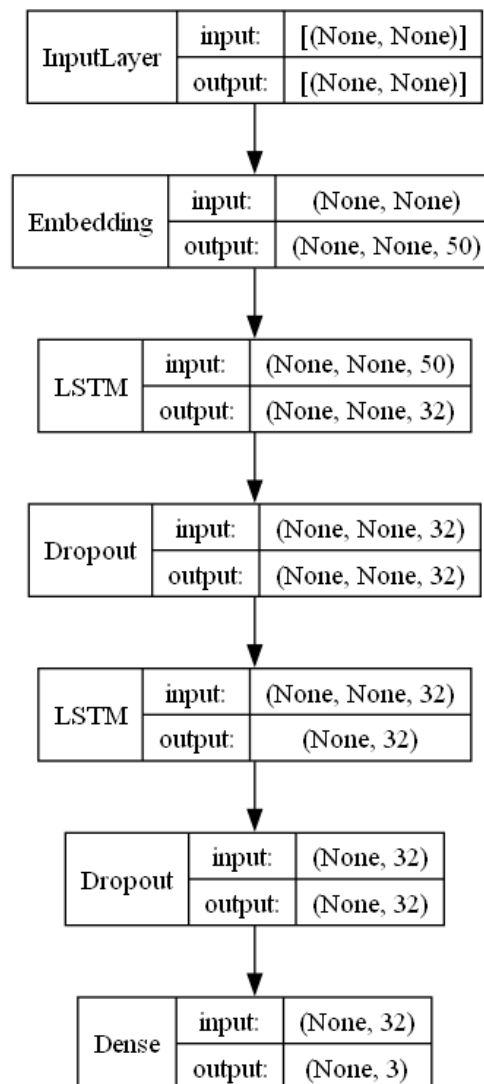 InputLayer
input: [(None, None)]
output: [(None, None)]
Embedding
input: (None, None)
output: (None, None, 50)
LSTM
input: (None, None, 50)
output: (None, None, 32)
Dropout
input: (None, None, 32)
output: (None, None, 32)
LSTM
input: (None, None, 32)
output: (None, 32)
Dropout
input: (None, 32)
output: (None, 32)
Dense
input: (None, 32)
output: (None, 3)